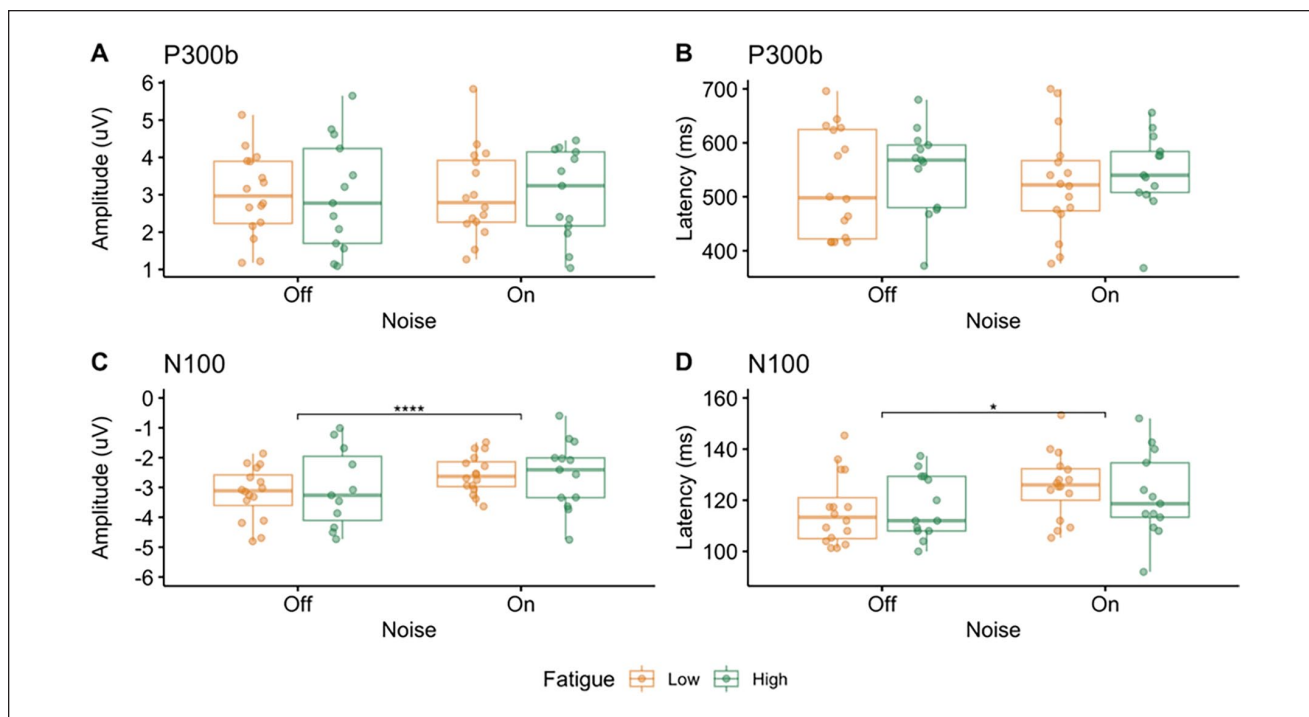 A P300b
Amplitude (uV)
6
5
4
3
2
1
Off On
Noise
B P300b
Latency (ms)
700
600
500
400
Off On
Noise
C N100
Amplitude (uV)
0
-1
-2
-3
-4
-5
-6
****
Off On
Noise
D N100
Latency (ms)
160
140
120
100
*
Off On
Noise
Fatigue Low High